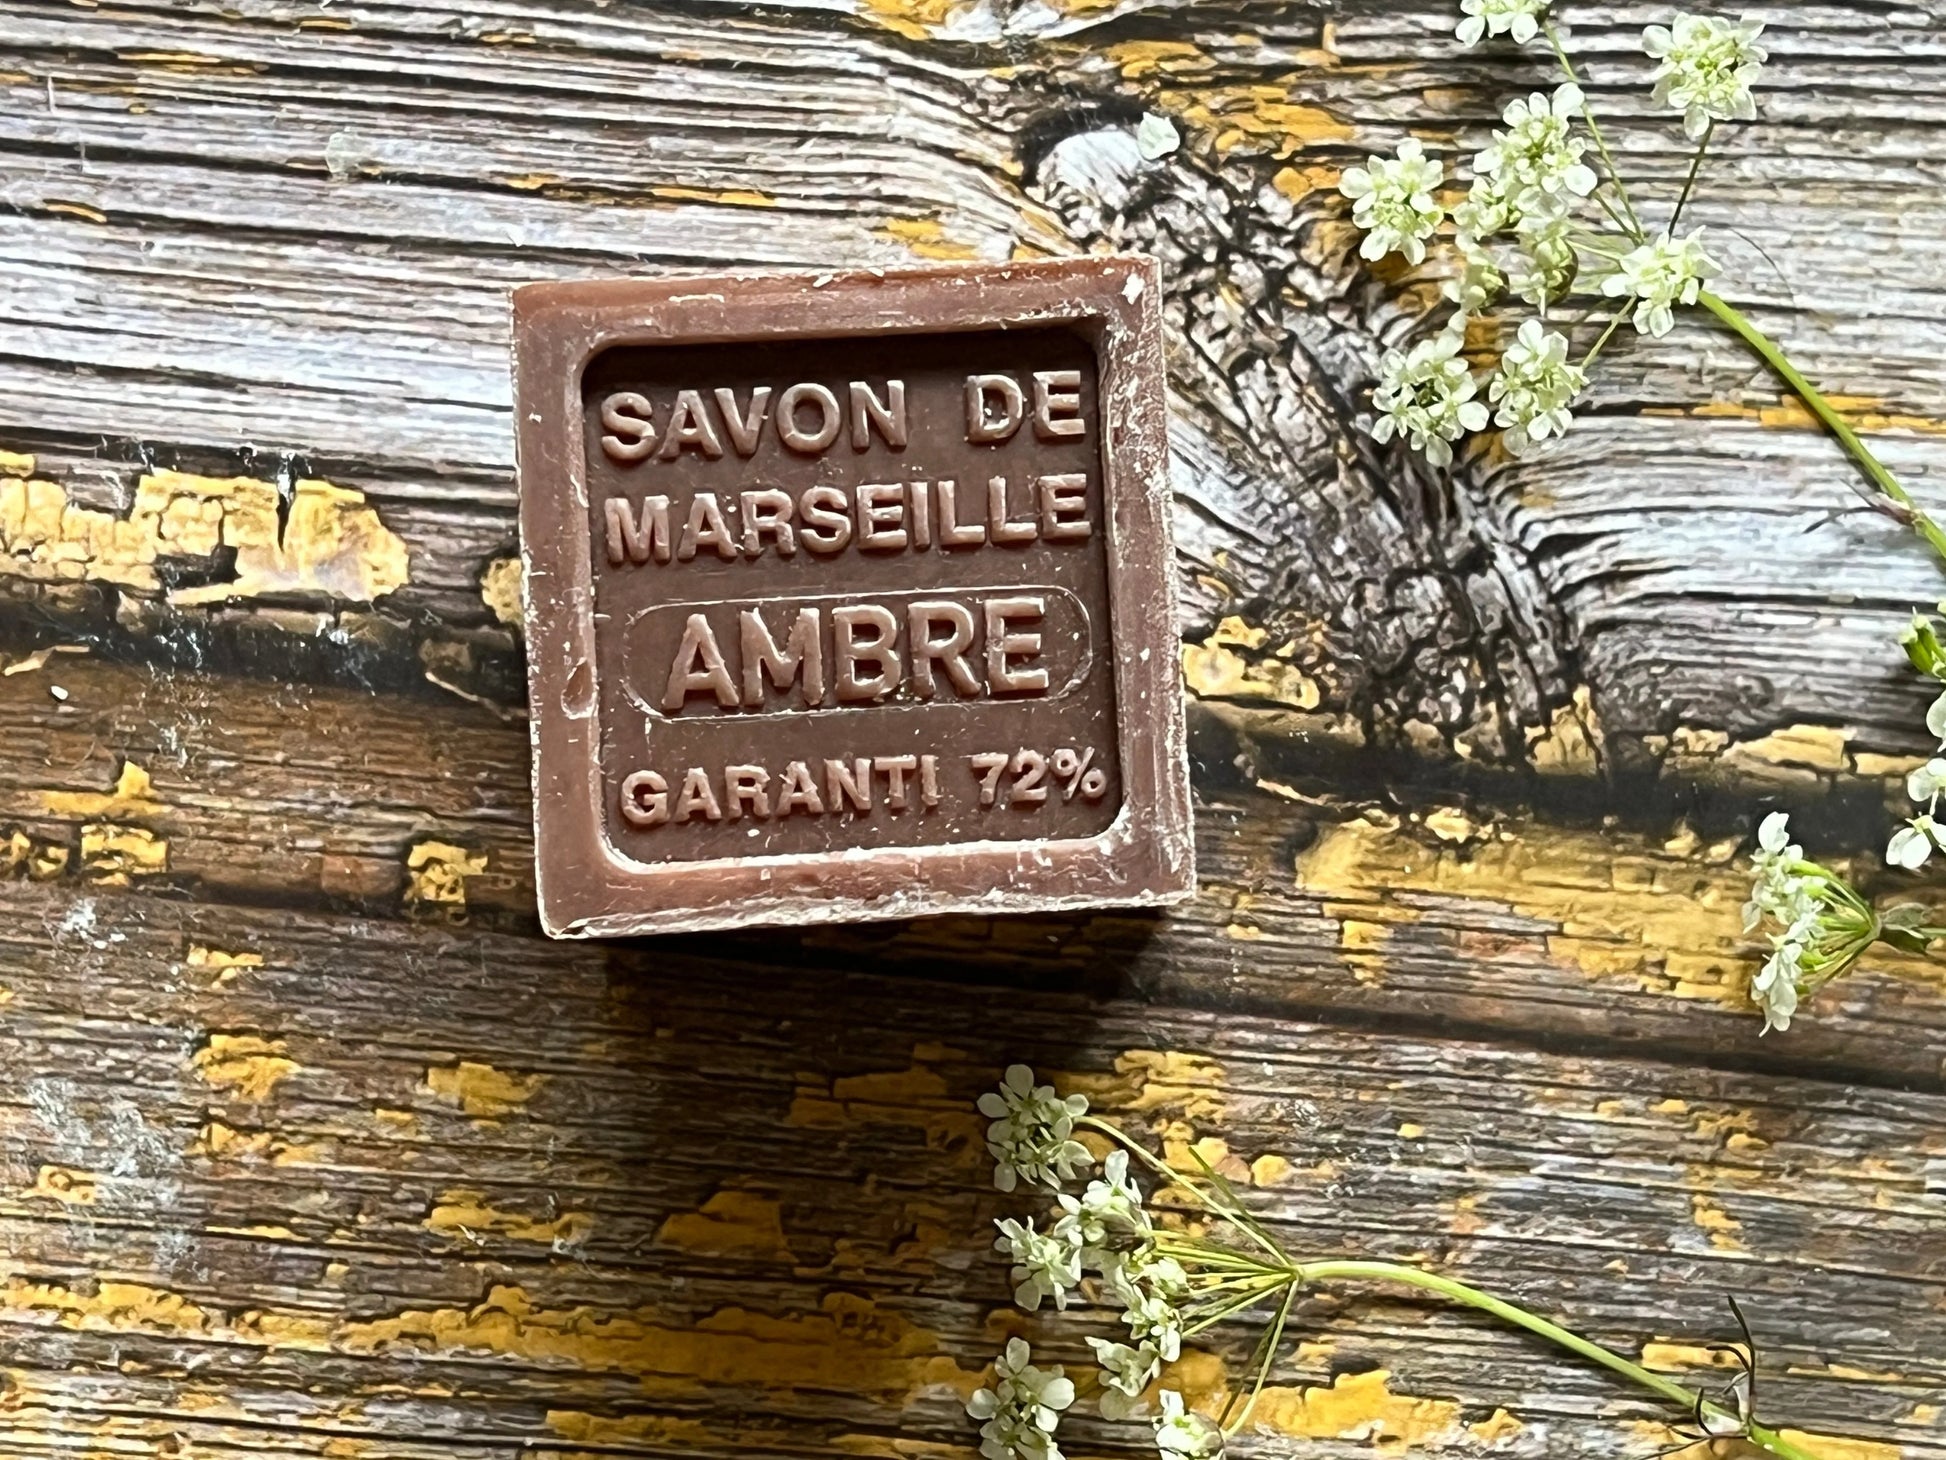 SAVON DE
MARSEILLE
AMBRE
GARANTI 72%